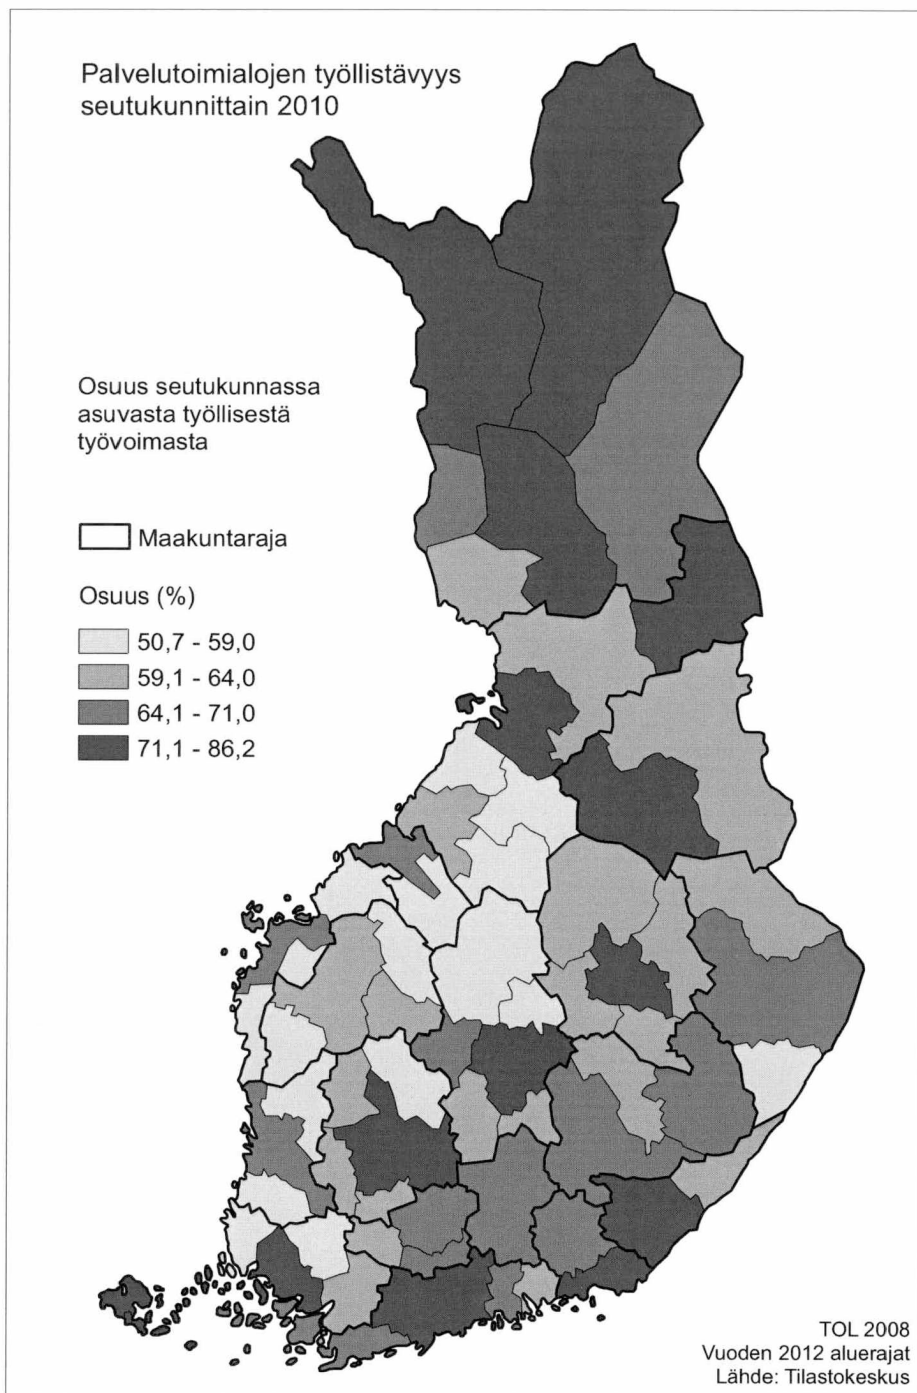 Palvelutoimialojen työllistävyys
seutukunnittain 2010
Osuus seutukunnassa
asuvasta työllisestä
työvoimasta
Maakuntaraja
Osuus (%)
50,7 - 59,0
59,1 - 64,0
64,1 - 71,0
71,1 - 86,2
TOL 2008
Vuoden 2012 aluerajat
Lähde: Tilastokeskus